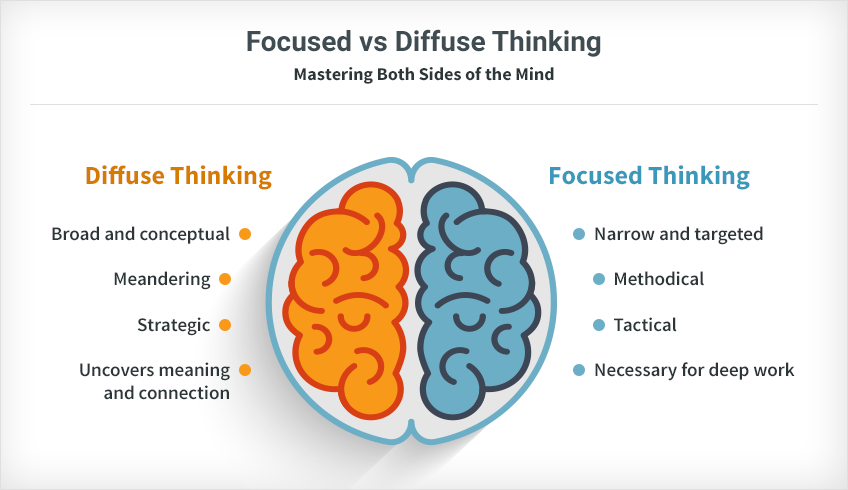 Focused vs Diffuse Thinking
Mastering Both Sides of the Mind
Diffuse Thinking
Broad and conceptual
Meandering
Strategic
Uncovers meaning
and connection
Focused Thinking
Narrow and targeted
Methodical
Tactical
Necessary for deep work